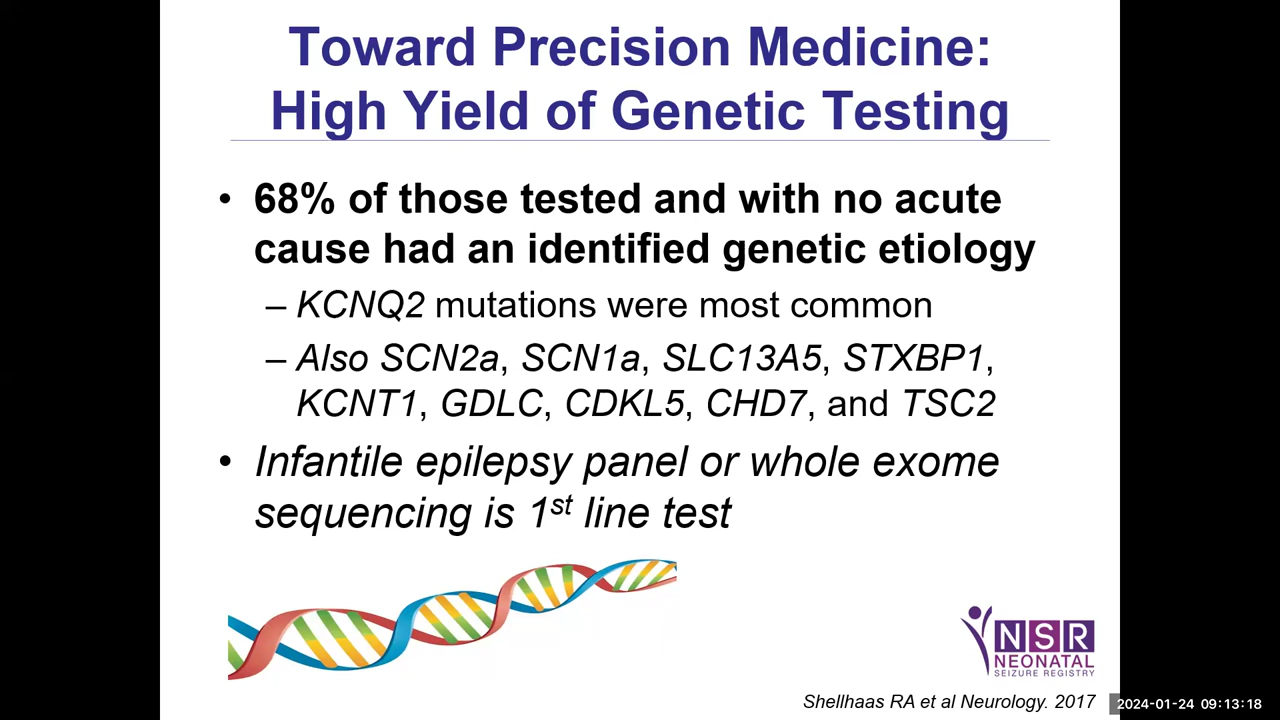 Toward Precision Medicine:
High Yield of Genetic Testing
• 68% of those tested and with no acute
cause had an identified genetic etiology
– KCNQ2 mutations were most common
– Also SCN2a, SCN1a, SLC13A5, STXBP1,
KCNT1, GDLC, CDKL5, CHD7, and TSC2
• Infantile epilepsy panel or whole exome
sequencing is 1st line test
NSR
NEONATAL
SEIZURE REGISTRY
Shellhaas RA et al Neurology. 2017
2024-01-24 09:13:18